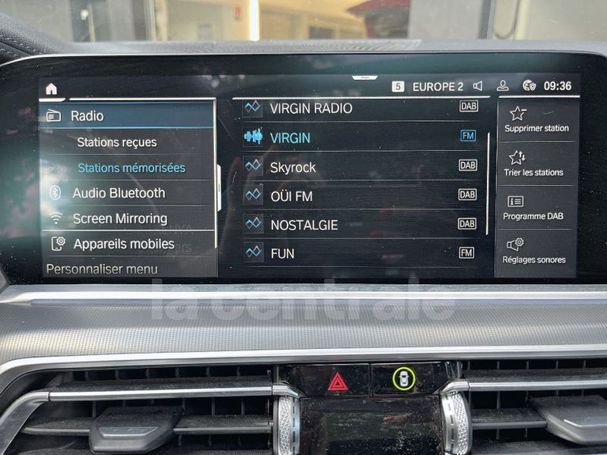 5 EUROPE 2 09:36
Radio
Stations reçues
Stations mémorisées
Audio Bluetooth
Screen Mirroring
Appareils mobiles
Personnaliser menu
VIRGIN RADIO DAB
VIRGIN FM
Skyrock DAB
OÜI FM DAB
NOSTALGIE DAB
FUN FM
Supprimer station
Trier les stations
Programme DAB
Réglages sonores
la centrale